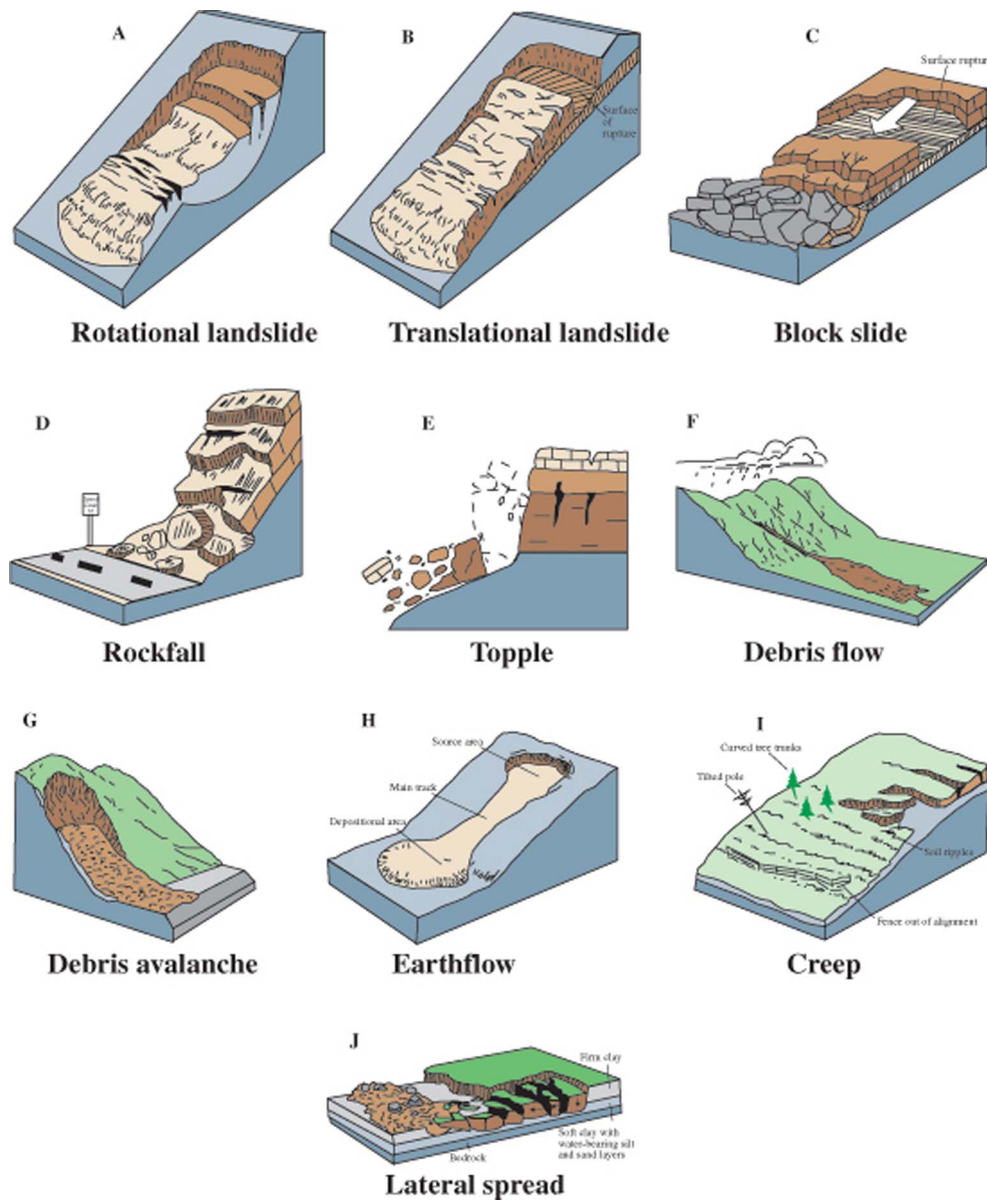 A
B
C
Surface rupture
Surface
of
rupture
Toe
Rotational landslide
Translational landslide
Block slide
D
E
F
Rockfall
Topple
Debris flow
G
H
I
Source area
Main track
Depositional area
Curved tree trunks
Tilted pole
Soil ripples
Fence out of alignment
Debris avalanche
Earthflow
Creep
J
Firm clay
Soft clay with
water-bearing silt
and sand layers
Bedrock
Lateral spread